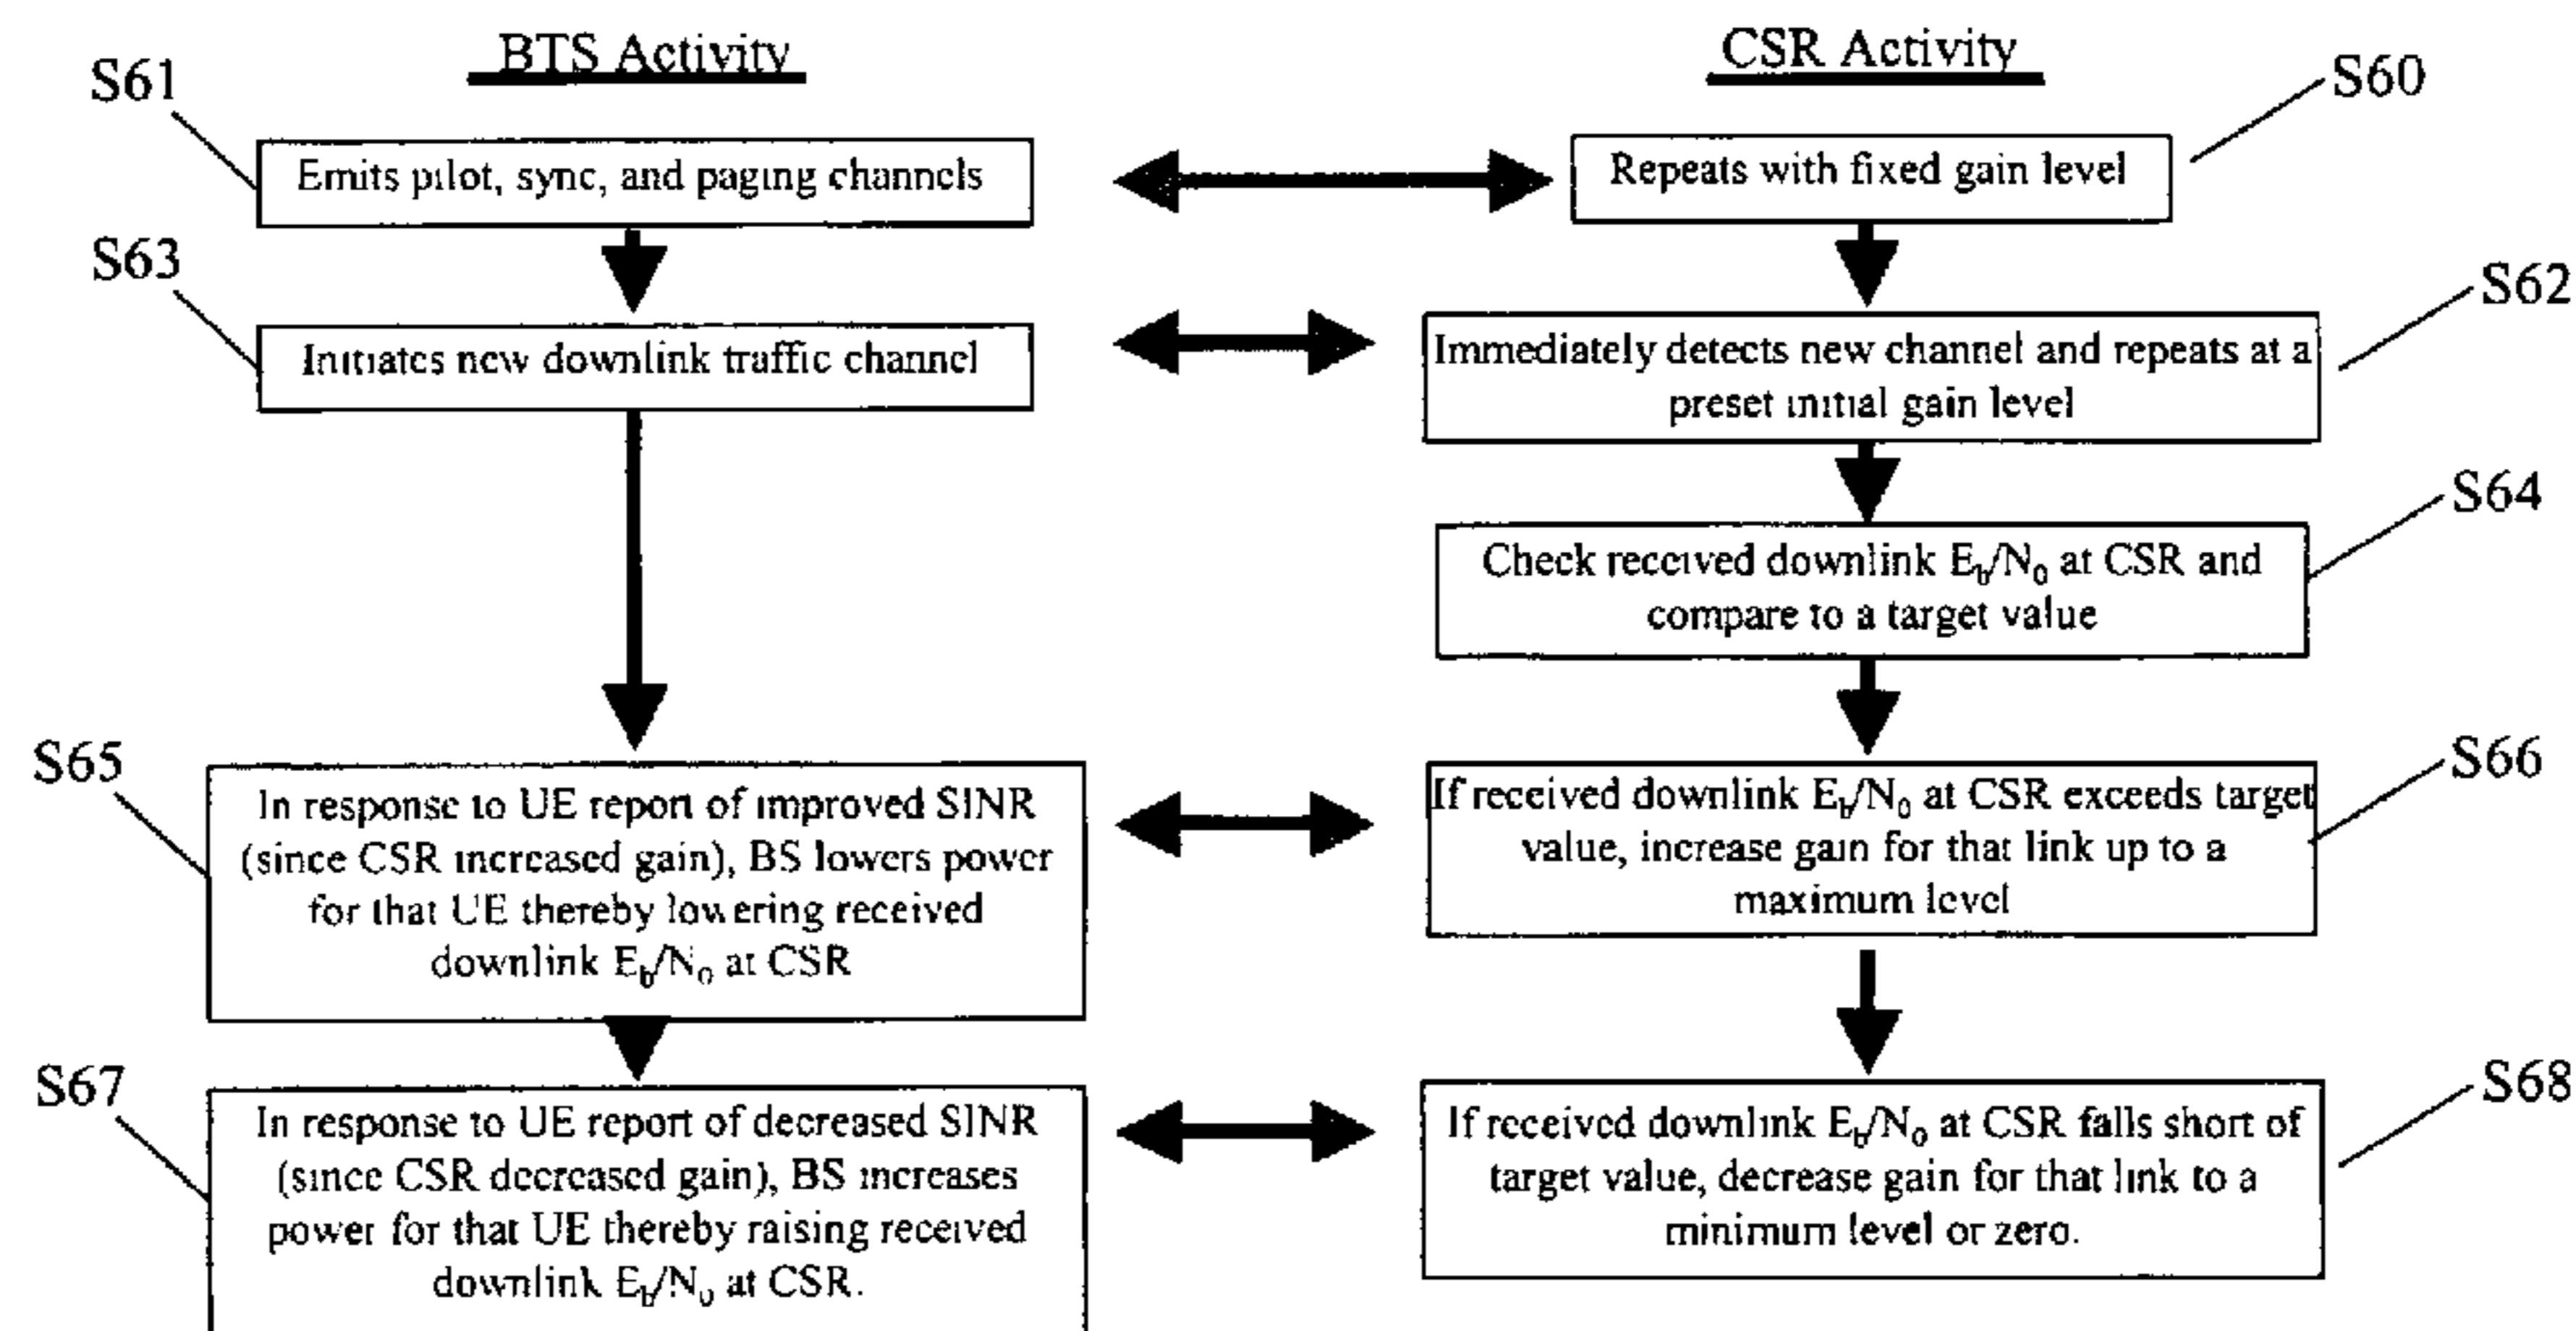 BTS Activity
CSR Activity
S61
S60
Emits pilot, sync, and paging channels
Repeats with fixed gain level
S63
S62
Initiates new downlink traffic channel
Immediately detects new channel and repeats at a
preset initial gain level
S64
Check received downlink Eb/N0 at CSR and
compare to a target value
S65
S66
In response to UE report of improved SINR
(since CSR increased gain), BS lowers power
for that UE thereby lowering received
downlink Eb/N0 at CSR
If received downlink Eb/N0 at CSR exceeds target
value, increase gain for that link up to a
maximum level
S67
S68
In response to UE report of decreased SINR
(since CSR decreased gain), BS increases
power for that UE thereby raising received
downlink Eb/N0 at CSR.
If received downlink Eb/N0 at CSR falls short of
target value, decrease gain for that link to a
minimum level or zero.